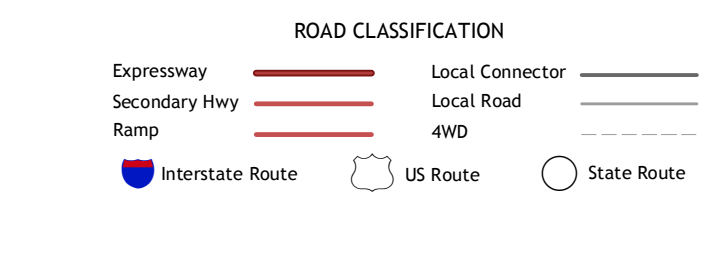 ROAD CLASSIFICATION
Expressway
Secondary Hwy
Ramp
Local Connector
Local Road
4WD
Interstate Route
US Route
State Route